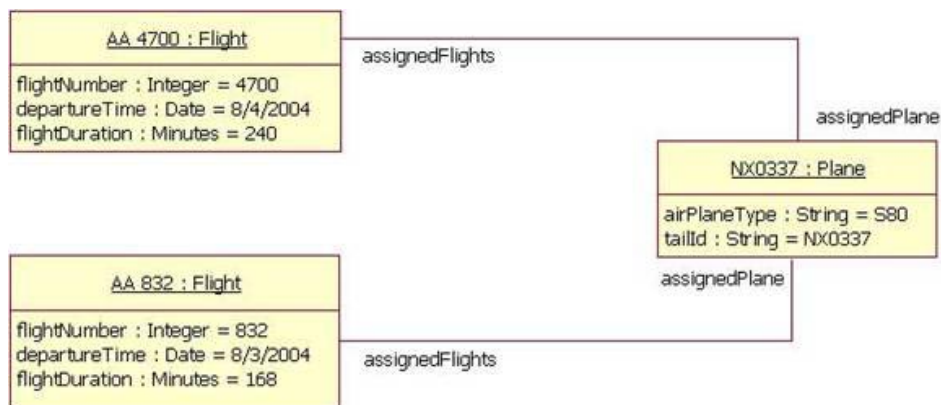 AA 4700 : Flight
flightNumber : Integer = 4700
departureTime : Date = 8/4/2004
flightDuration : Minutes = 240
assignedFlights
assignedPlane
NX0337 : Plane
airPlaneType : String = S80
tailId : String = NX0337
assignedPlane
AA 832 : Flight
flightNumber : Integer = 832
departureTime : Date = 8/3/2004
flightDuration : Minutes = 168
assignedFlights